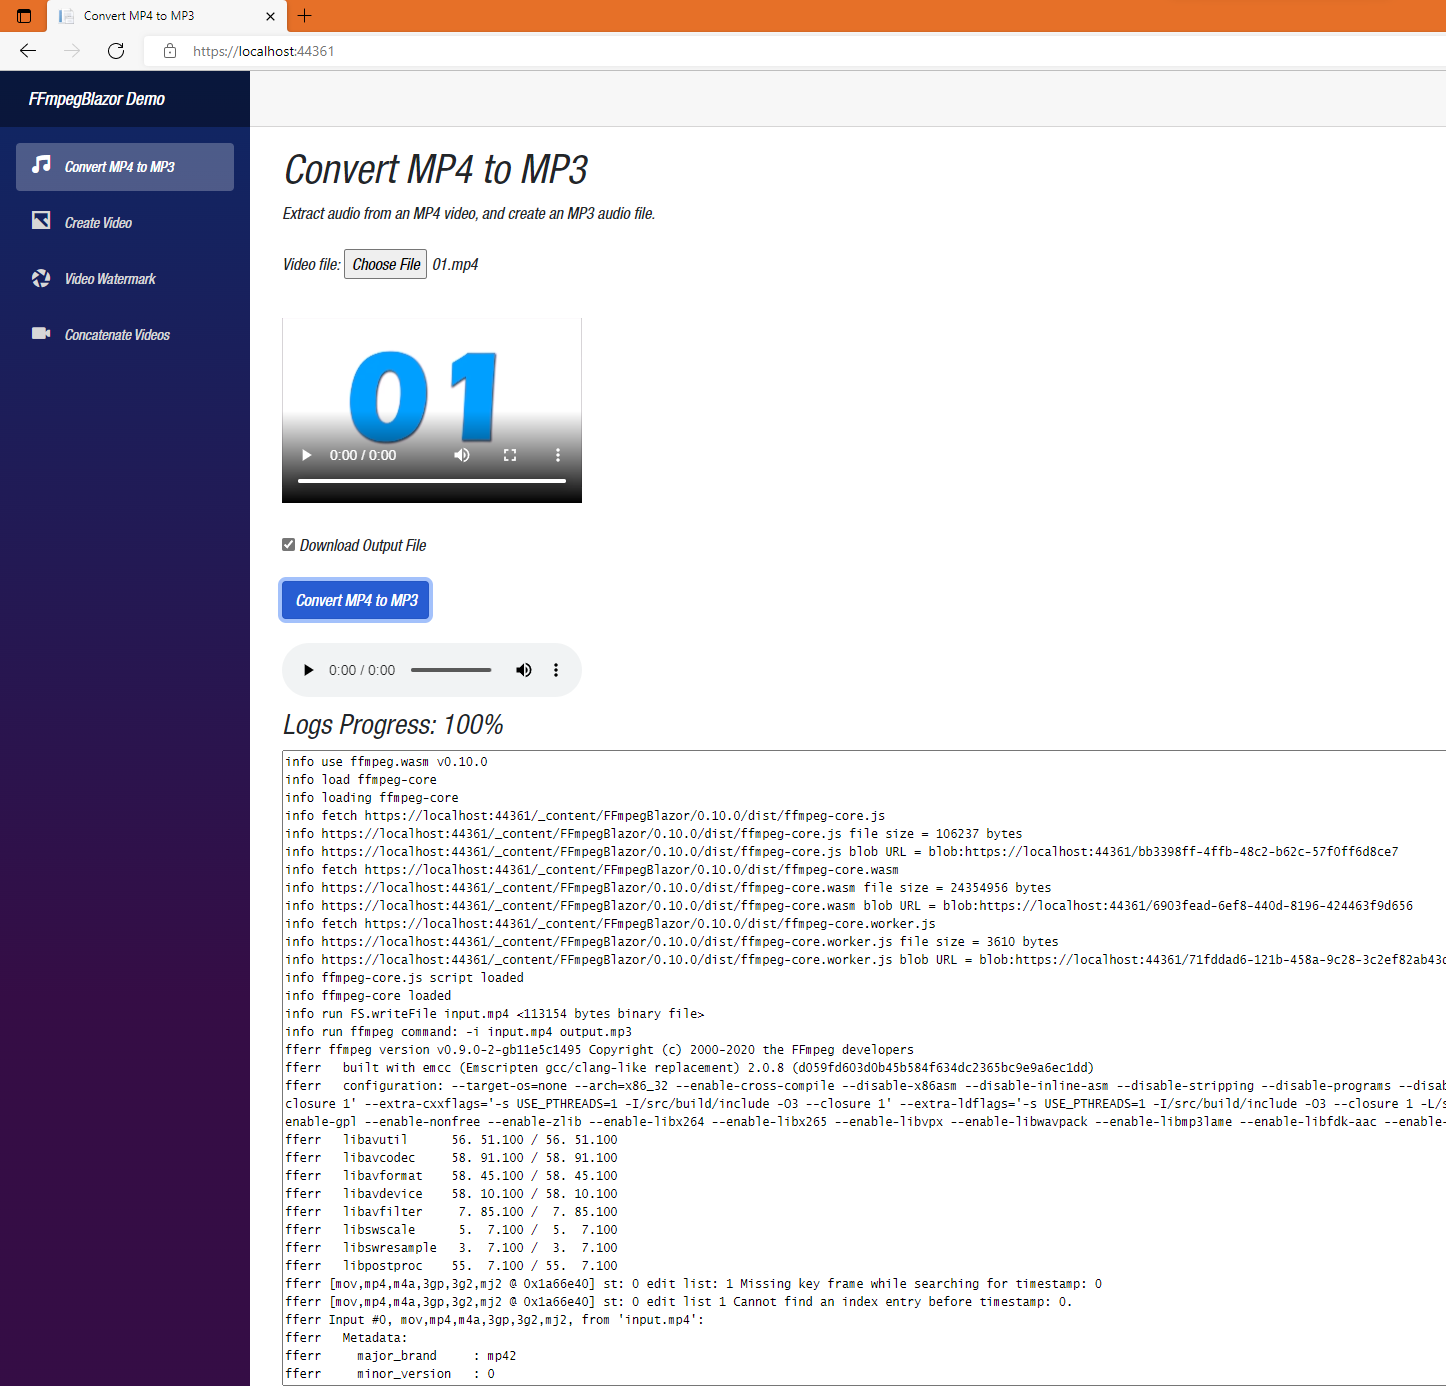 Convert MP4 to MP3
https://localhost:44361
FFmpegBlazor Demo
Convert MP4 to MP3
Create Video
Video Watermark
Concatenate Videos
Convert MP4 to MP3
Extract audio from an MP4 video, and create an MP3 audio file.
Video file: Choose File 01.mp4
01
0:00 / 0:00
Download Output File
Convert MP4 to MP3
0:00 / 0:00
Logs Progress: 100%
info use ffmpeg.wasm v0.10.0
info load ffmpeg-core
info loading ffmpeg-core
info fetch https://localhost:44361/_content/FFmpegBlazor/0.10.0/dist/ffmpeg-core.js
info https://localhost:44361/_content/FFmpegBlazor/0.10.0/dist/ffmpeg-core.js file size = 106237 bytes
info https://localhost:44361/_content/FFmpegBlazor/0.10.0/dist/ffmpeg-core.js blob URL = blob:https://localhost:44361/bb3398ff-4ffb-48c2-b62c-57f0ff6d8ce7
info fetch https://localhost:44361/_content/FFmpegBlazor/0.10.0/dist/ffmpeg-core.wasm
info https://localhost:44361/_content/FFmpegBlazor/0.10.0/dist/ffmpeg-core.wasm file size = 24354956 bytes
info https://localhost:44361/_content/FFmpegBlazor/0.10.0/dist/ffmpeg-core.wasm blob URL = blob:https://localhost:44361/6903fead-6ef8-440d-8196-424463f9d656
info fetch https://localhost:44361/_content/FFmpegBlazor/0.10.0/dist/ffmpeg-core.worker.js
info https://localhost:44361/_content/FFmpegBlazor/0.10.0/dist/ffmpeg-core.worker.js file size = 3610 bytes
info https://localhost:44361/_content/FFmpegBlazor/0.10.0/dist/ffmpeg-core.worker.js blob URL = blob:https://localhost:44361/71fddad6-121b-458a-9c28-3c2ef82ab43c
info ffmpeg-core.js script loaded
info ffmpeg-core loaded
info run FS.writeFile input.mp4 <113154 bytes binary file>
info run ffmpeg command: -i input.mp4 output.mp3
fferr ffmpeg version v0.9.0-2-gb11e5c1495 Copyright (c) 2000-2020 the FFmpeg developers
fferr   built with emcc (Emscripten gcc/clang-like replacement) 2.0.8 (d059fd603d0b45b584f634dc2365bc9e9a6ec1dd)
fferr   configuration: --target-os=none --arch=x86_32 --enable-cross-compile --disable-x86asm --disable-inline-asm --disable-stripping --disable-programs --disab
closure 1' --extra-cxxflags='-s USE_PTHREADS=1 -I/src/build/include -O3 --closure 1' --extra-ldflags='-s USE_PTHREADS=1 -I/src/build/include -O3 --closure 1 -L/s
enable-gpl --enable-nonfree --enable-zlib --enable-libx264 --enable-libx265 --enable-libvpx --enable-libwavpack --enable-libmp3lame --enable-libfdk-aac --enable-
fferr   libavutil      56. 51.100 / 56. 51.100
fferr   libavcodec     58. 91.100 / 58. 91.100
fferr   libavformat    58. 45.100 / 58. 45.100
fferr   libavdevice    58. 10.100 / 58. 10.100
fferr   libavfilter     7. 85.100 /  7. 85.100
fferr   libswscale      5.  7.100 /  5.  7.100
fferr   libswresample   3.  7.100 /  3.  7.100
fferr   libpostproc    55.  7.100 / 55.  7.100
fferr [mov,mp4,m4a,3gp,3g2,mj2 @ 0x1a66e40] st: 0 edit list: 1 Missing key frame while searching for timestamp: 0
fferr [mov,mp4,m4a,3gp,3g2,mj2 @ 0x1a66e40] st: 0 edit list 1 Cannot find an index entry before timestamp: 0.
fferr Input #0, mov,mp4,m4a,3gp,3g2,mj2, from 'input.mp4':
fferr   Metadata:
fferr     major_brand     : mp42
fferr     minor_version   : 0